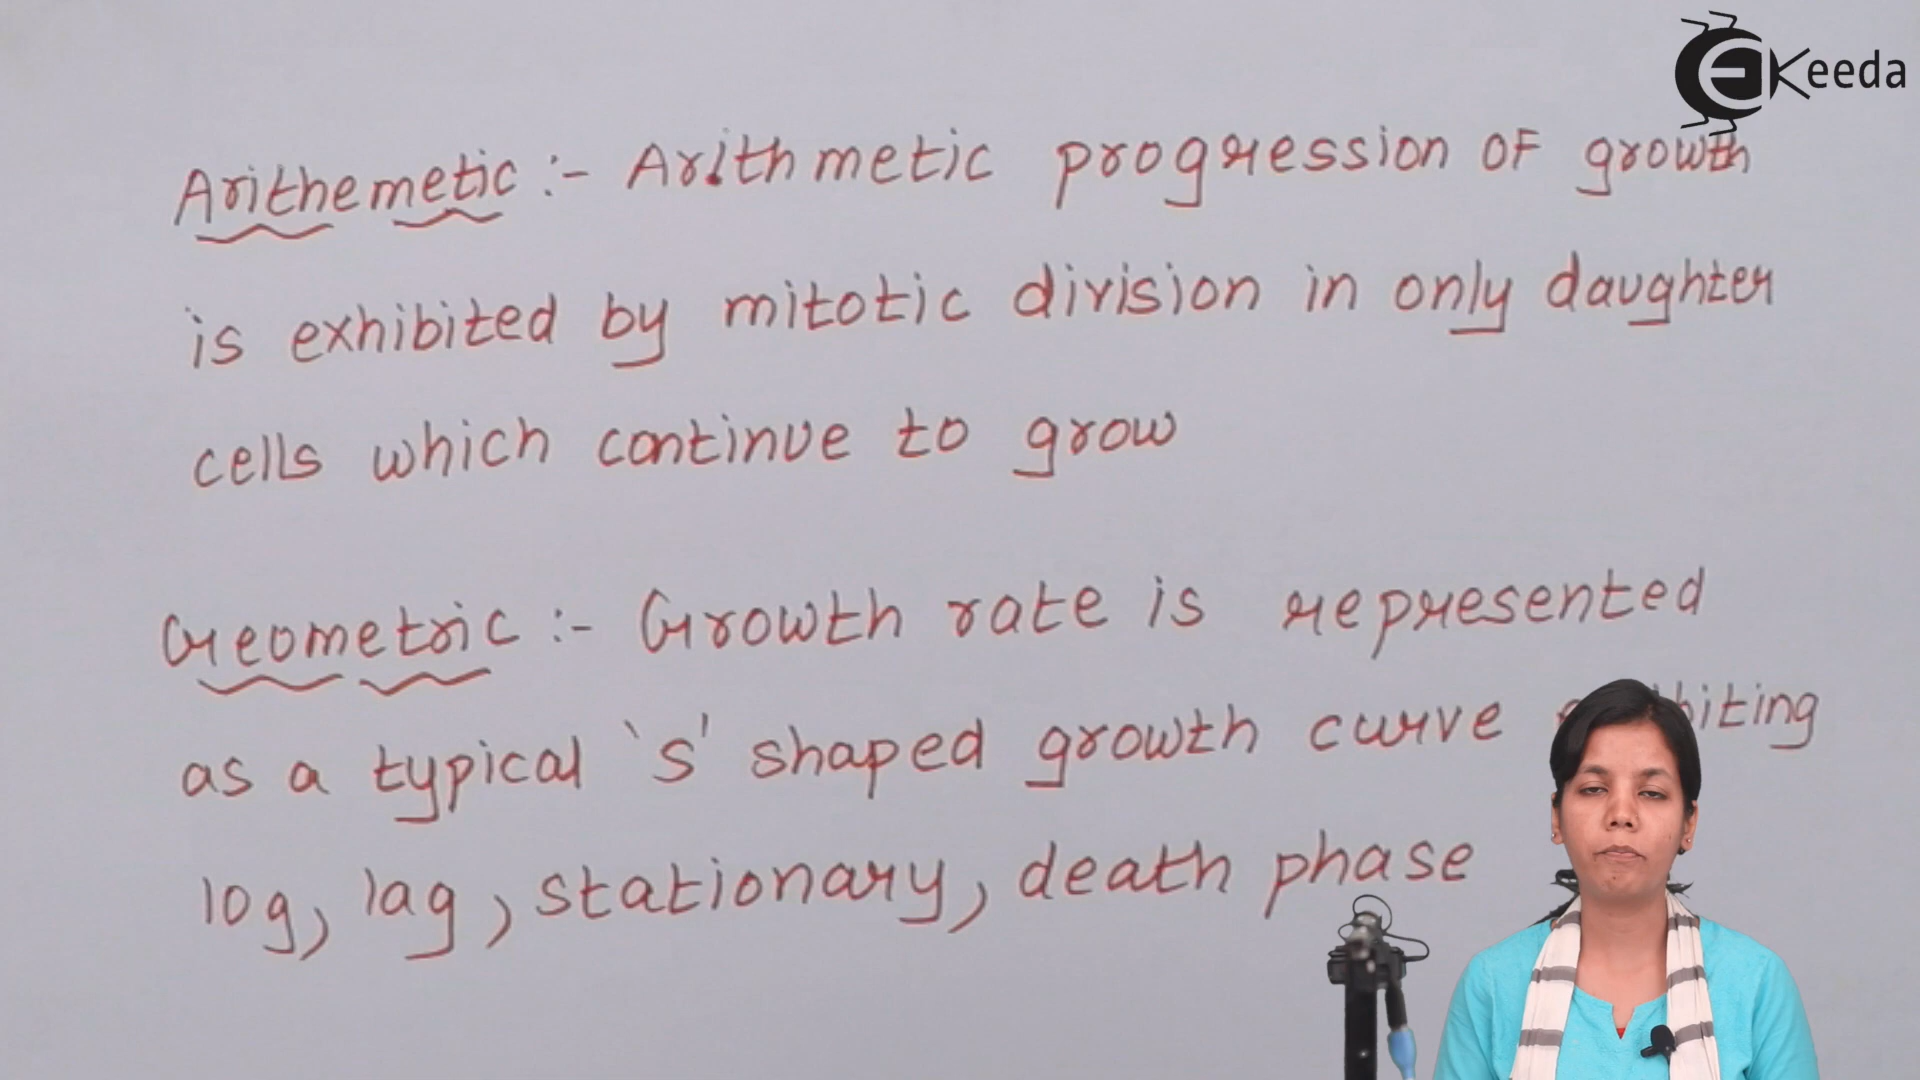 Keeda
Arithemetic :- Arithmetic progression OF growth
is exhibited by mitotic division in only daughter
cells which continue to grow
Geometric :- Growth rate is represented
as a typical 's' shaped growth curve
log, lag, stationary, death phase